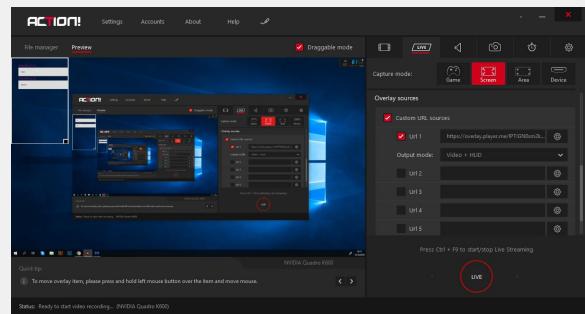 ACTION!
Settings
Accounts
About
Help
File manager
Preview
Draggable mode
LIVE
Capture mode:
Game
Screen
Area
Device
Overlay sources
Custom URL sources
Url 1
Output mode: Video + HUD
Url 2
Url 3
Url 4
Url 5
Press Ctrl + F9 to start/stop Live Streaming.
LIVE
NVIDIA Quadro K600
Quick tip:
To move overlay item, please press and hold left mouse button over the item and move mouse.
Status: Ready to start video recording... (NVIDIA Quadro K600)